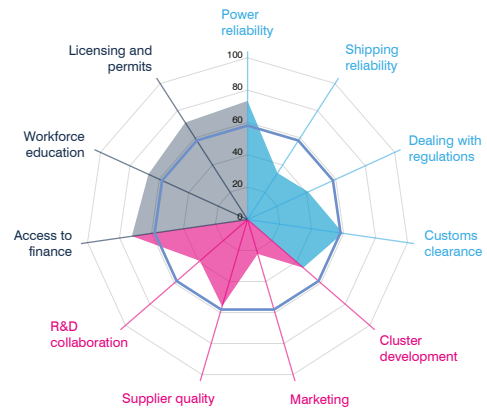 Power
reliability
Shipping
reliability
Dealing with
regulations
Customs
clearance
Cluster
development
Marketing
Supplier quality
R&D
collaboration
Access to
finance
Workforce
education
Licensing and
permits
100
80
60
40
20
0